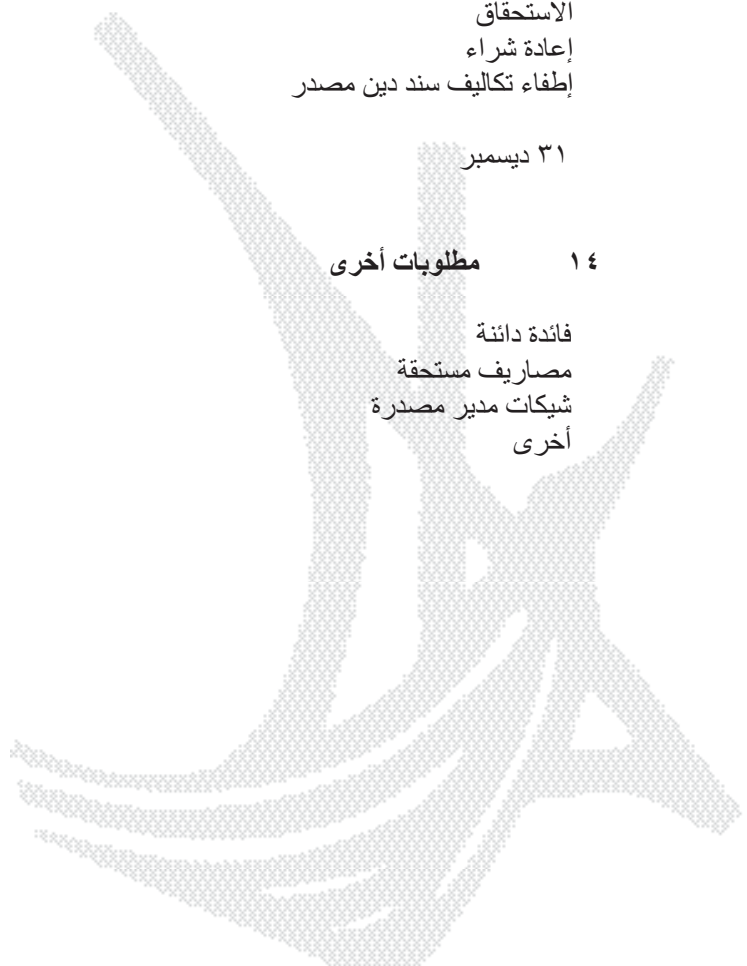 الاستحقاق
إعادة شراء
إطفاء تكاليف سند دين مصدر
٣١ ديسمبر
١٤ مطلوبات أخرى
فائدة دائنة
مصاريف مستحقة
شيكات مدير مصدرة
أخرى